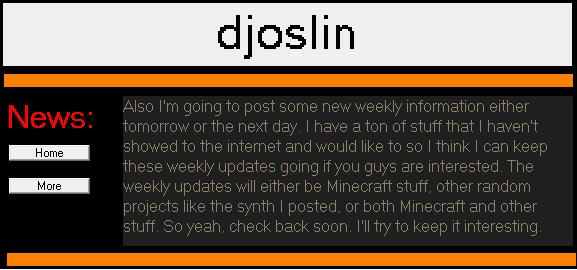 djoslin
News:
Home
More
Also I'm going to post some new weekly information either
tomorrow or the next day. I have a ton of stuff that I haven't
showed to the internet and would like to so I think I can keep
these weekly updates going if you guys are interested. The
weekly updates will either be Minecraft stuff, other random
projects like the synth I posted, or both Minecraft and other
stuff. So yeah, check back soon. I'll try to keep it interesting.